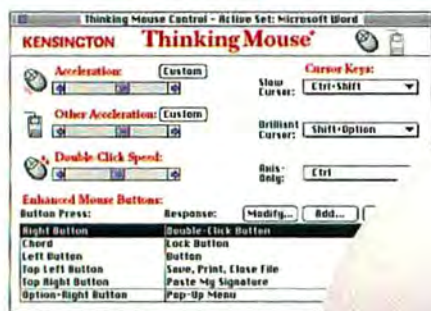 Thinking Mouse Control - Active Set: Microsoft Word
KENSINGTON Thinking Mouse
Acceleration: Custom
Cursor Keys:
Slow Cursor: Ctrl-Shift
Other Acceleration: Custom
Brilliant Cursor: Shift-Option
Double-Click Speed:
Axis-Only: Ctrl
Enhanced Mouse Buttons:
Button Press: Response: Modify... Add...
Right Button Double-Click Button
Chord Lock Button
Left Button Button
Top Left Button Save, Print, Close File
Top Right Button Paste My Signature
Option-Right Button Pop-Up Menu